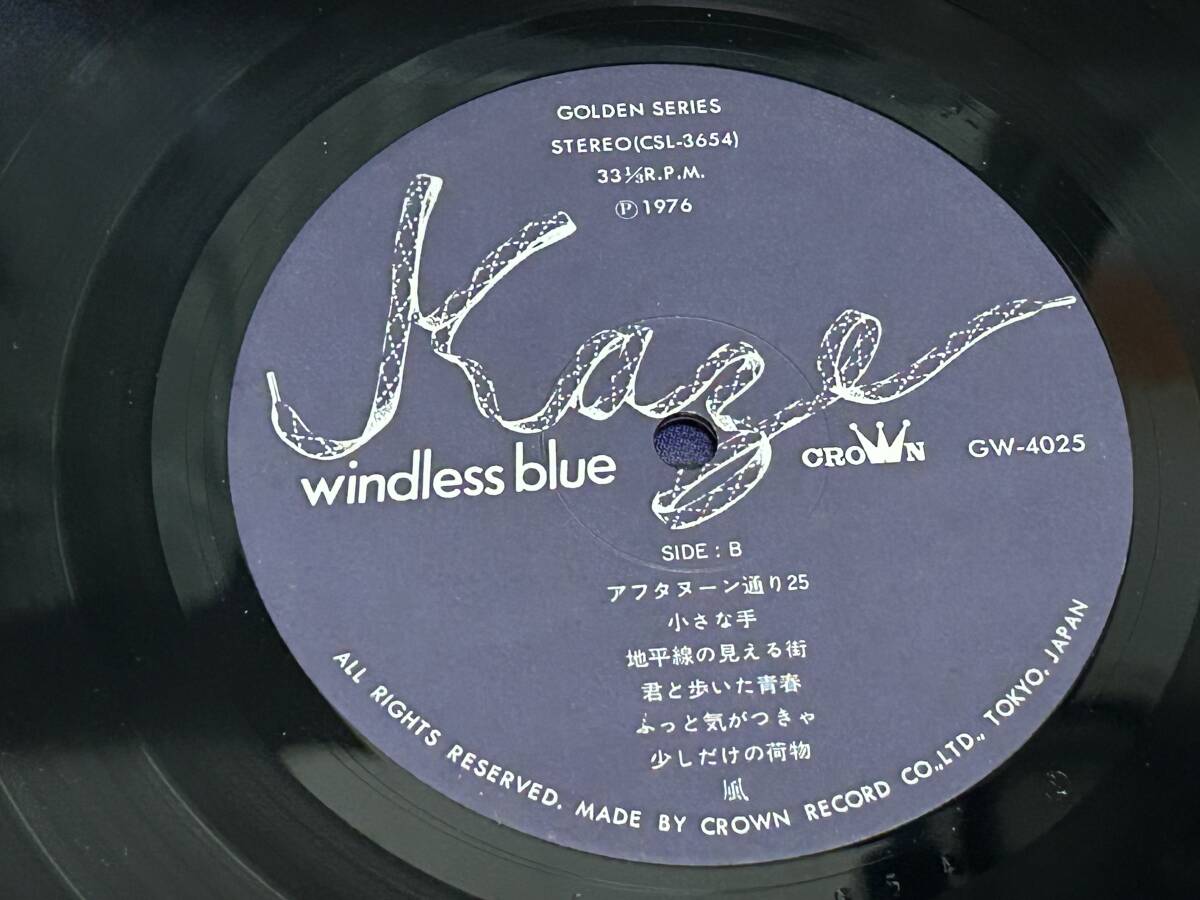 GOLDEN SERIES
STEREO(CSL-3654)
33⅓R.P.M.
Ⓟ1976
Kaze
windless blue
CROWN
GW-4025
SIDE : B
アフタヌーン通り25
小さな手
地平線の見える街
君と歩いた青春
ふっと気がつきゃ
少しだけの荷物
風
ALL RIGHTS RESERVED. MADE BY CROWN RECORD CO.,LTD., TOKYO, JAPAN